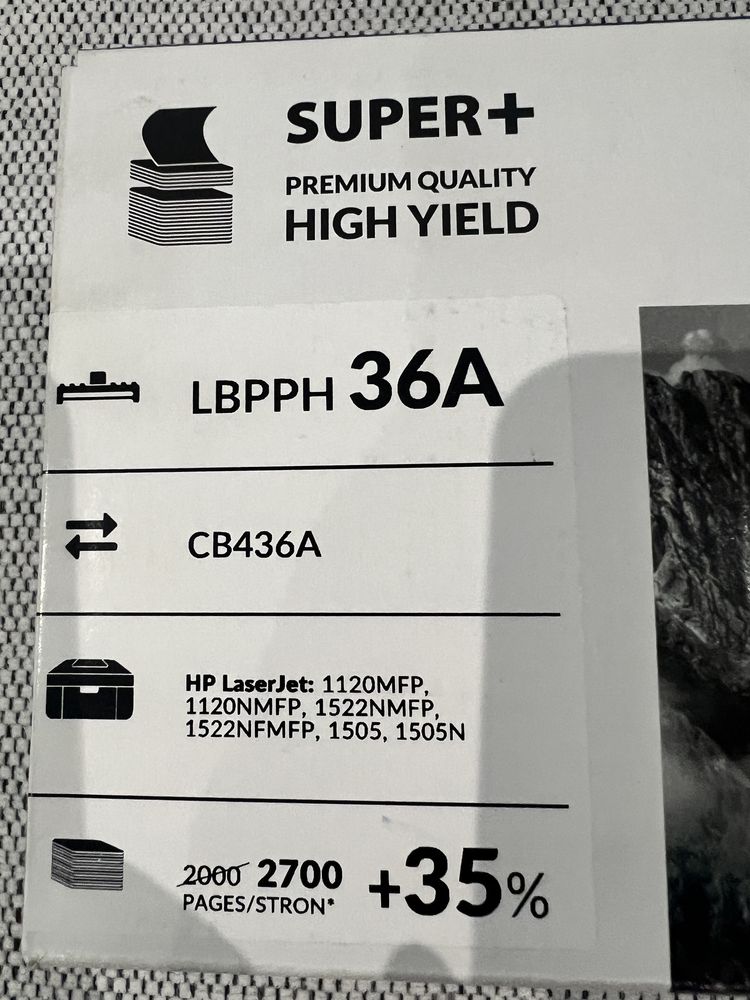 SUPER+
PREMIUM QUALITY
HIGH YIELD
LBPPH 36A
CB436A
HP LaserJet: 1120MFP,
1120NMFP, 1522NMFP,
1522NFMFP, 1505, 1505N
2000 2700 +35%
PAGES/STRON*